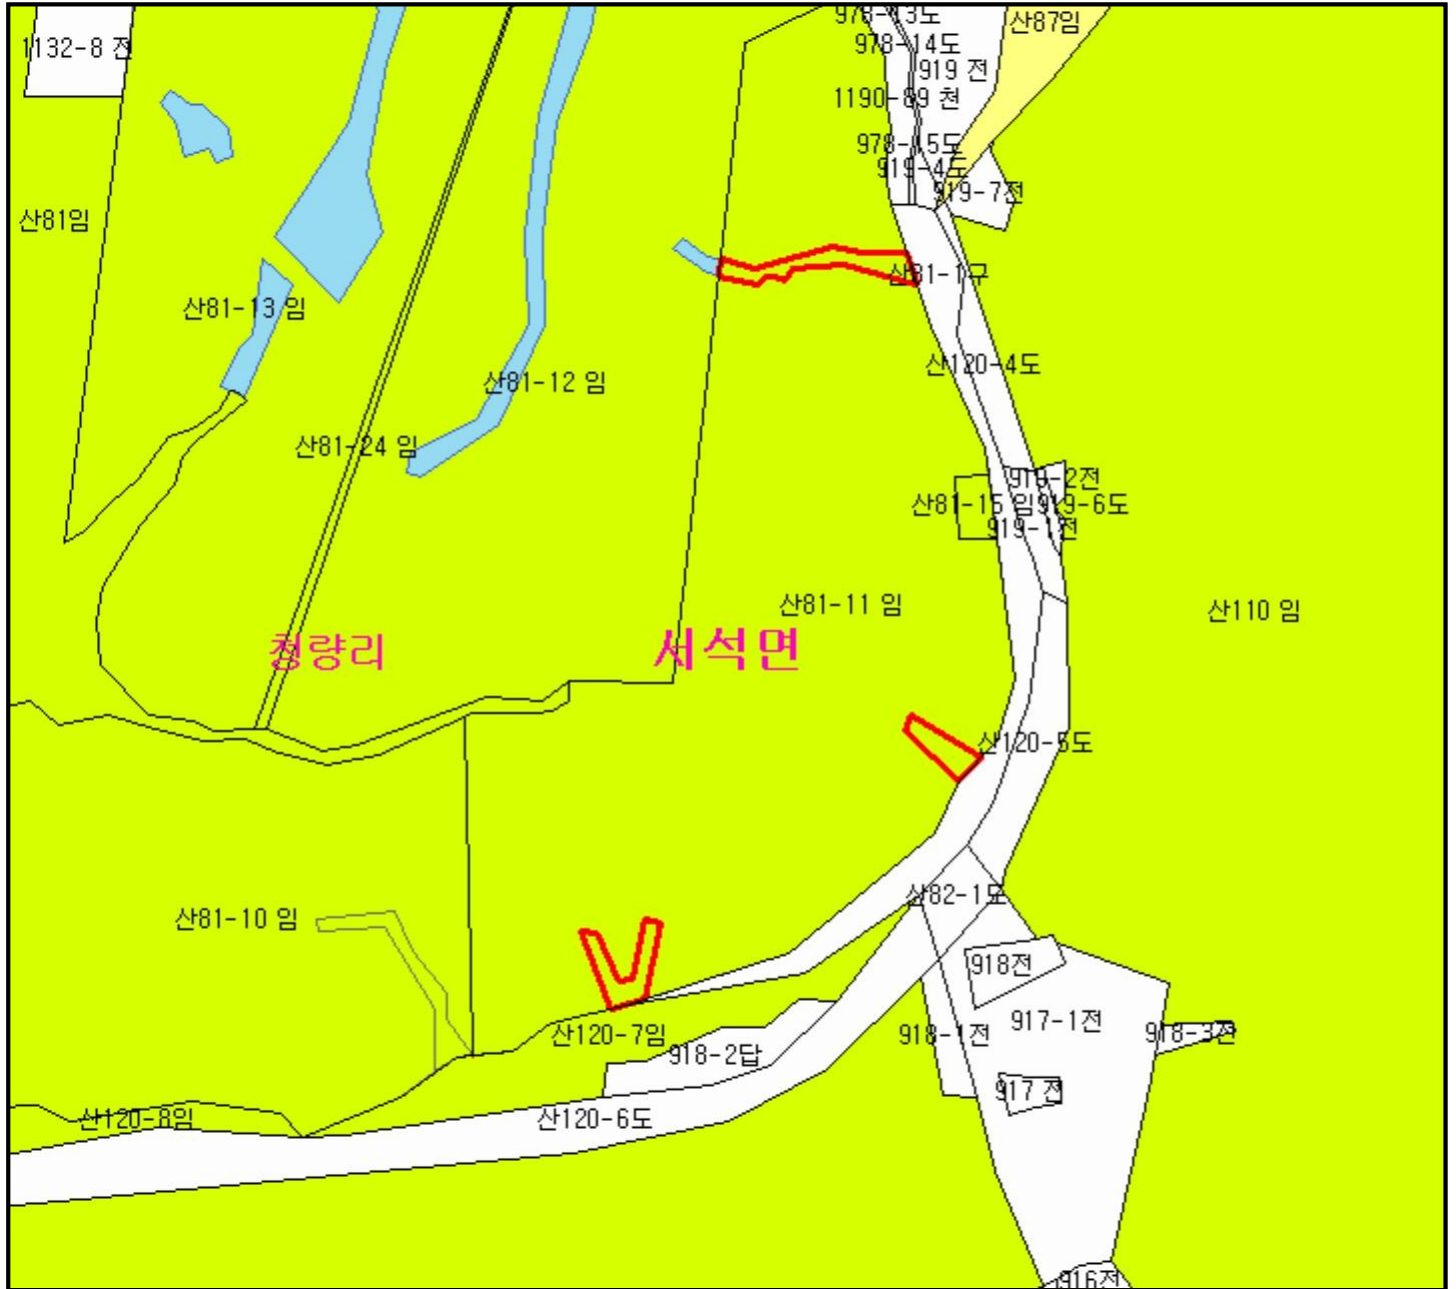 978-13도
산87임
1132-8 전
978-14도
919 전
1190-89 천
978-15도
919-4도
919-7전
산81임
산81-1구
산81-13 임
산120-4도
산81-12 임
산81-24 임
919-2전
산81-15 임
919-6도
919-1전
산81-11 임
산110 임
청량리
서석면
산120-5도
산82-1도
산81-10 임
918전
917-1전
산120-7임
918-1전
918-3전
918-2답
917 전
산120-8임
산120-6도
916전